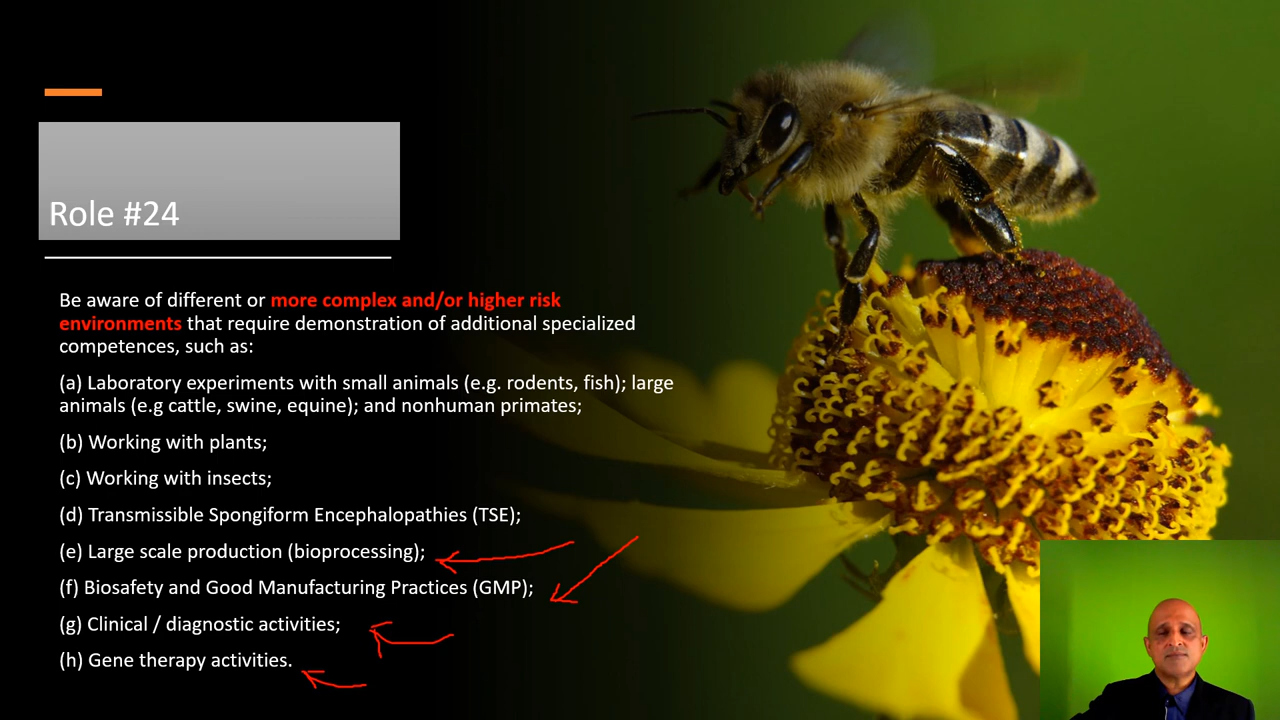 Role #24
Be aware of different or more complex and/or higher risk
environments that require demonstration of additional specialized
competences, such as:
(a) Laboratory experiments with small animals (e.g. rodents, fish); large
animals (e.g cattle, swine, equine); and nonhuman primates;
(b) Working with plants;
(c) Working with insects;
(d) Transmissible Spongiform Encephalopathies (TSE);
(e) Large scale production (bioprocessing);
(f) Biosafety and Good Manufacturing Practices (GMP);
(g) Clinical / diagnostic activities;
(h) Gene therapy activities.